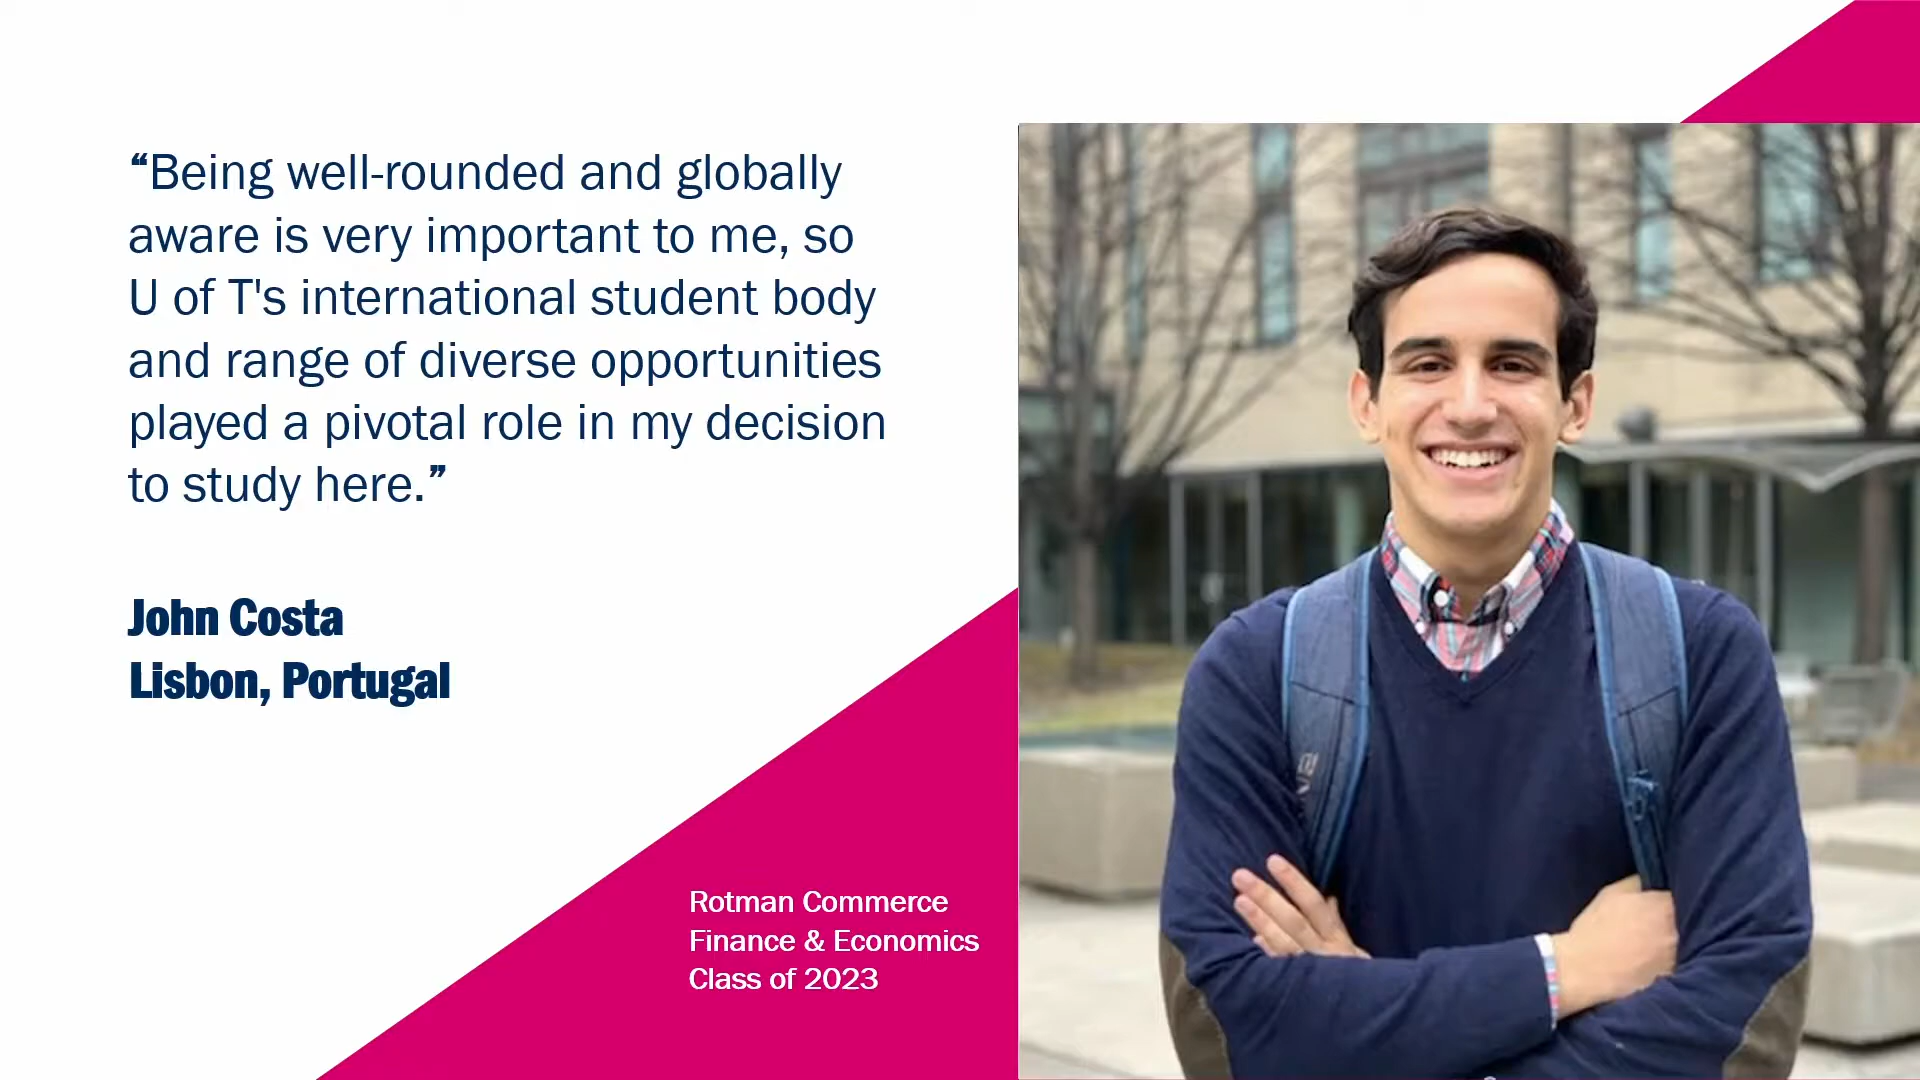 “Being well-rounded and globally
aware is very important to me, so
U of T's international student body
and range of diverse opportunities
played a pivotal role in my decision
to study here.”
John Costa
Lisbon, Portugal
Rotman Commerce
Finance & Economics
Class of 2023